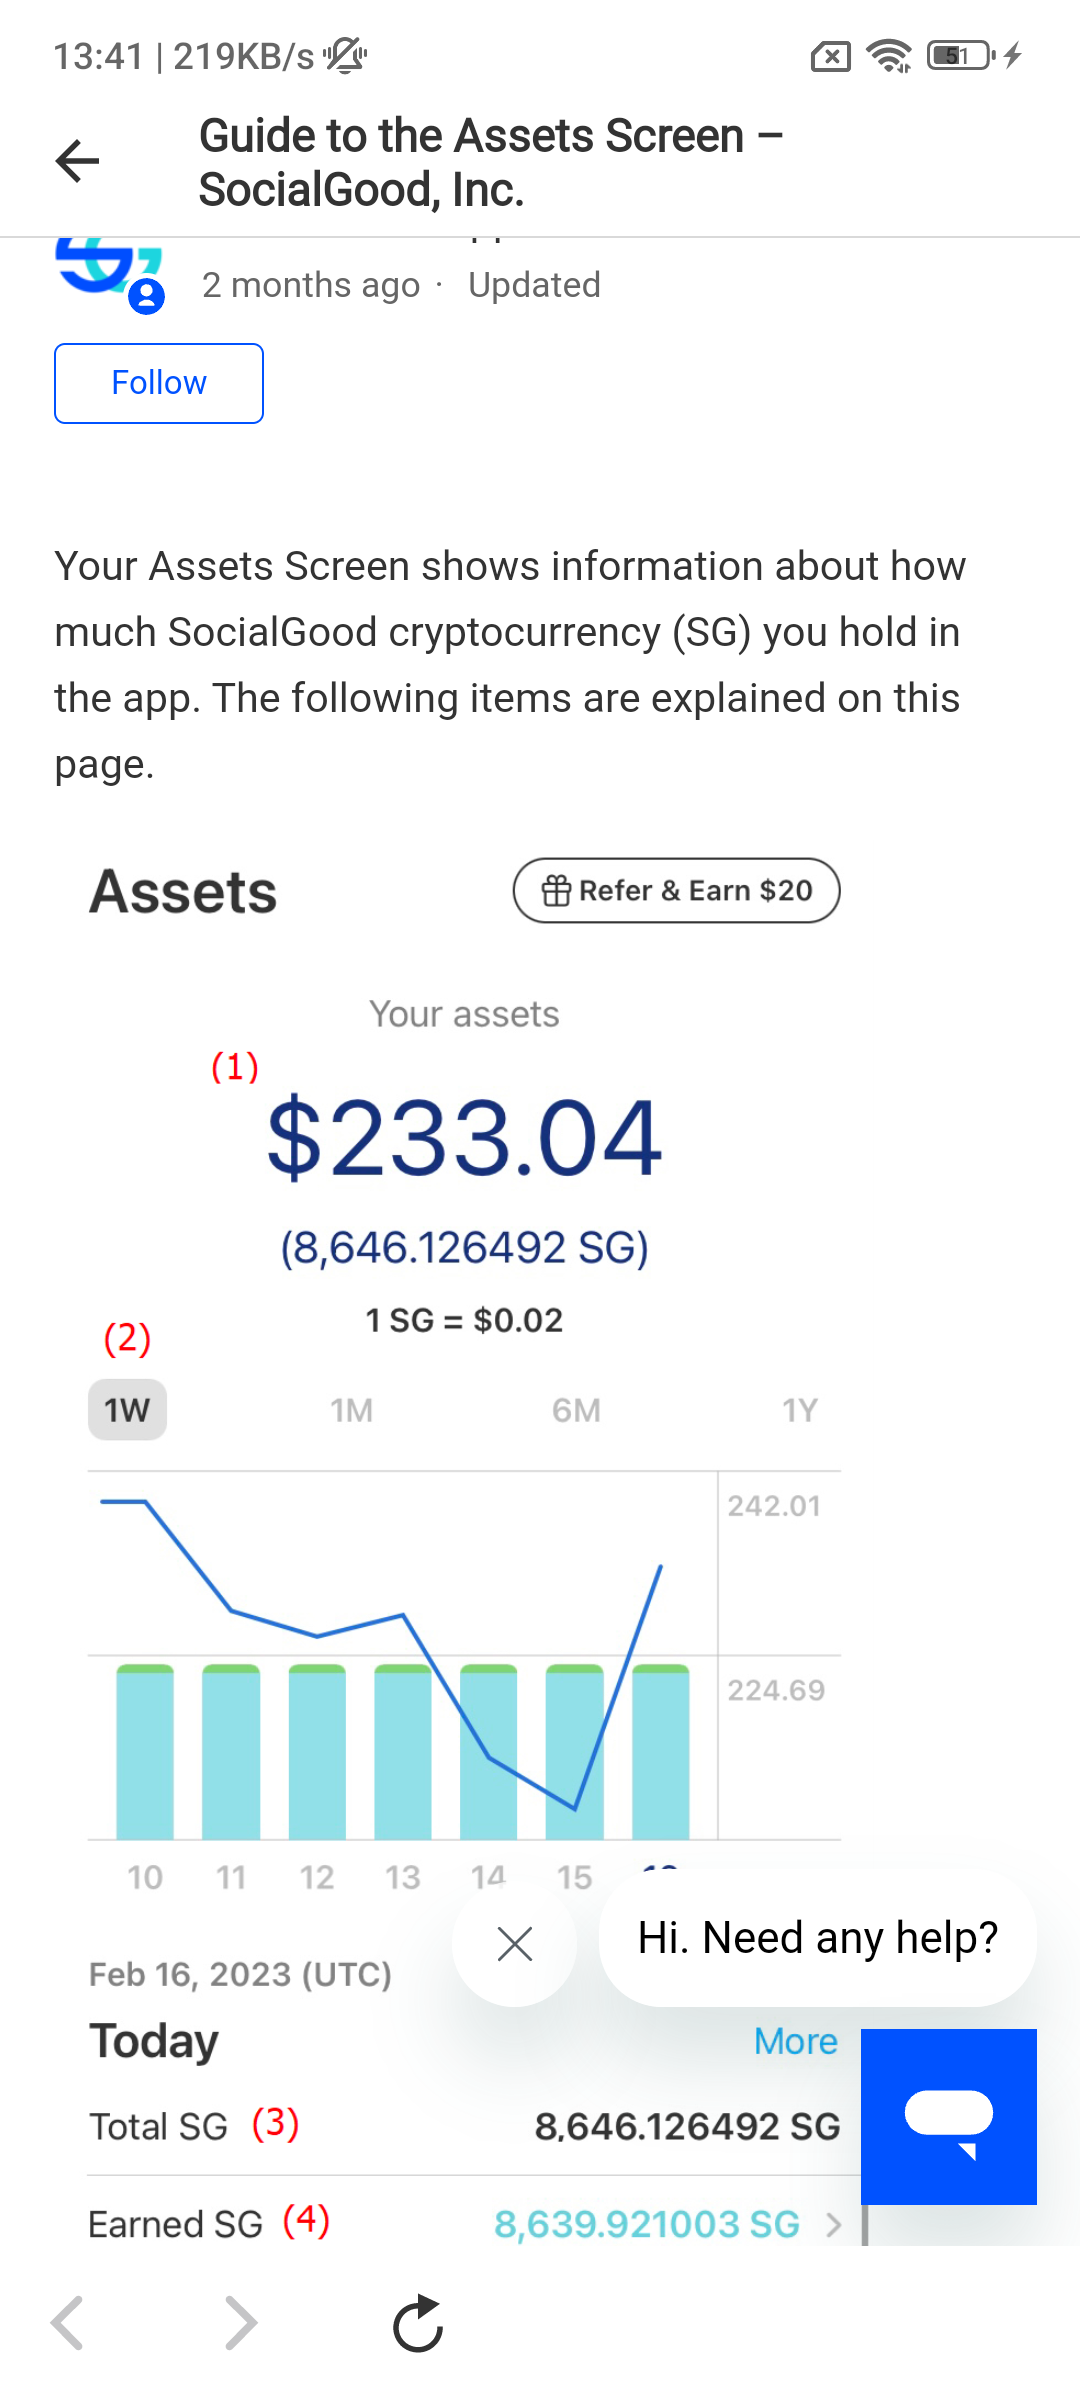 13:41 | 219KB/s
51
Guide to the Assets Screen –
SocialGood, Inc.
2 months ago · Updated
Follow
Your Assets Screen shows information about how
much SocialGood cryptocurrency (SG) you hold in
the app. The following items are explained on this
page.
Assets
Refer & Earn $20
Your assets
(1)
$233.04
(8,646.126492 SG)
1 SG = $0.02
(2)
1W 1M 6M 1Y
242.01
224.69
10 11 12 13 14 15
Hi. Need any help?
Feb 16, 2023 (UTC)
Today More
Total SG (3) 8,646.126492 SG
Earned SG (4) 8,639.921003 SG